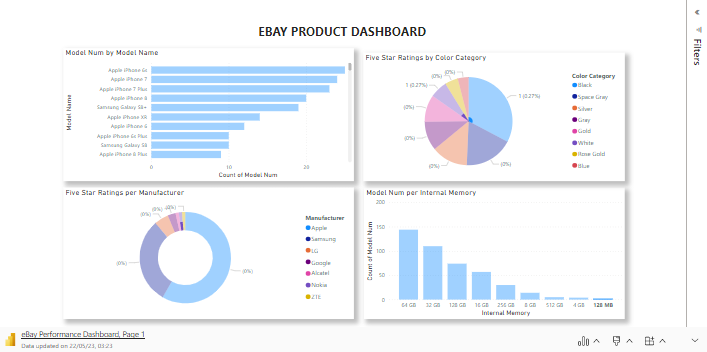 EBAY PRODUCT DASHBOARD
Filters
Model Num by Model Name
Model Name
Apple iPhone 6s
Apple iPhone 7
Apple iPhone 7 Plus
Apple iPhone 8
Samsung Galaxy S8+
Apple iPhone XR
Apple iPhone 6
Apple iPhone 6s Plus
Samsung Galaxy S8
Apple iPhone 8 Plus
0 10 20
Count of Model Num
Five Star Ratings by Color Category
(0%) (0%)
1 (0.27%) 1 (0.27%)
(0%)
(0%)
(0%) (0%)
Color Category
Black
Space Gray
Silver
Gray
Gold
White
Rose Gold
Blue
Five Star Ratings per Manufacturer
(0%) (0%) (0%)
(0%)
(0%)
Manufacturer
Apple
Samsung
LG
Google
Alcatel
Nokia
ZTE
Model Num per Internal Memory
Count of Model Num
200
150
100
50
0
64 GB 32 GB 128 GB 16 GB 256 GB 8 GB 512 GB 4 GB 128 MB
Internal Memory
eBay Performance Dashboard, Page 1
Data updated on 22/05/23, 03:23